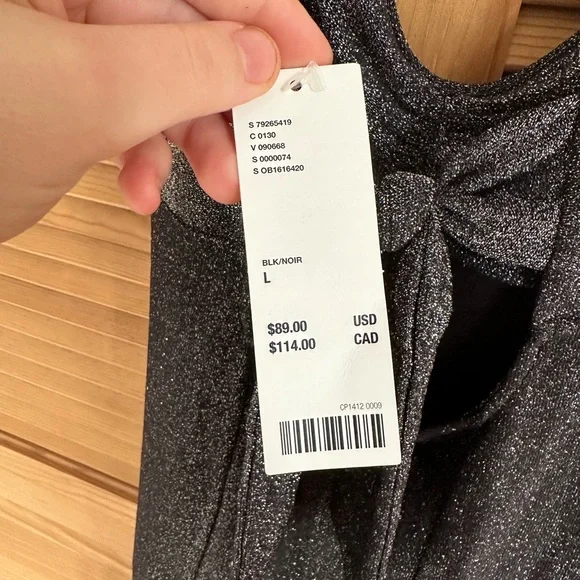 S 79265419
C 0130
V 090668
S 0000074
S OB1616420
BLK/NOIR
L
$89.00 USD
$114.00 CAD
CP1412 0009